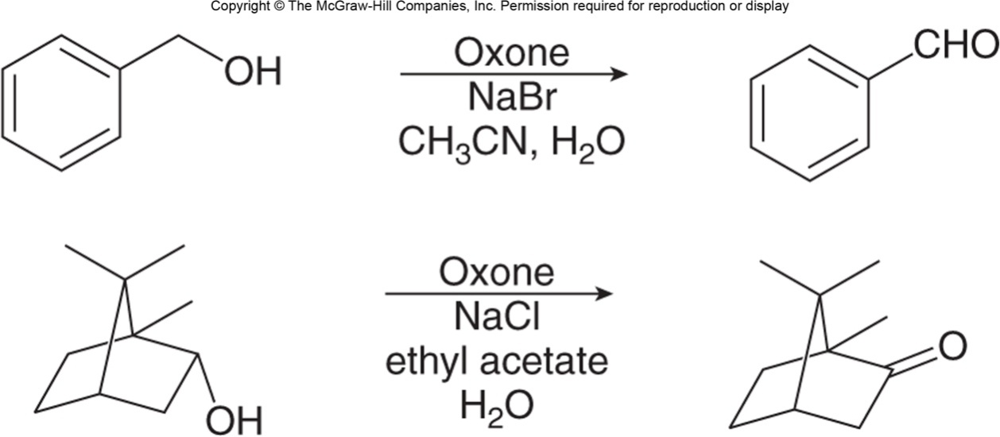 Copyright © The McGraw-Hill Companies, Inc. Permission required for reproduction or display
OH
Oxone
NaBr
CH₃CN, H₂O
CHO
OH
Oxone
NaCl
ethyl acetate
H₂O
O